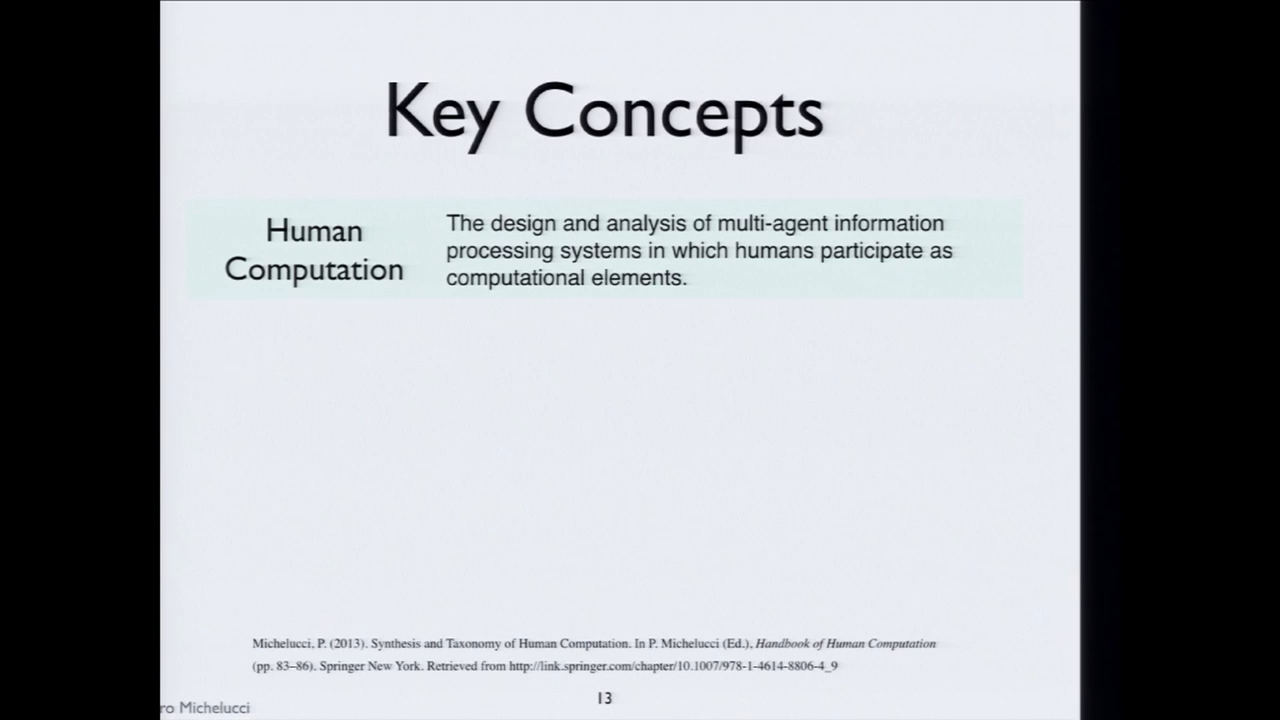 Key Concepts
Human
Computation
The design and analysis of multi-agent information
processing systems in which humans participate as
computational elements.
Michelucci, P. (2013). Synthesis and Taxonomy of Human Computation. In P. Michelucci (Ed.), Handbook of Human Computation
(pp. 83–86). Springer New York. Retrieved from http://link.springer.com/chapter/10.1007/978-1-4614-8806-4_9
13
ro Michelucci